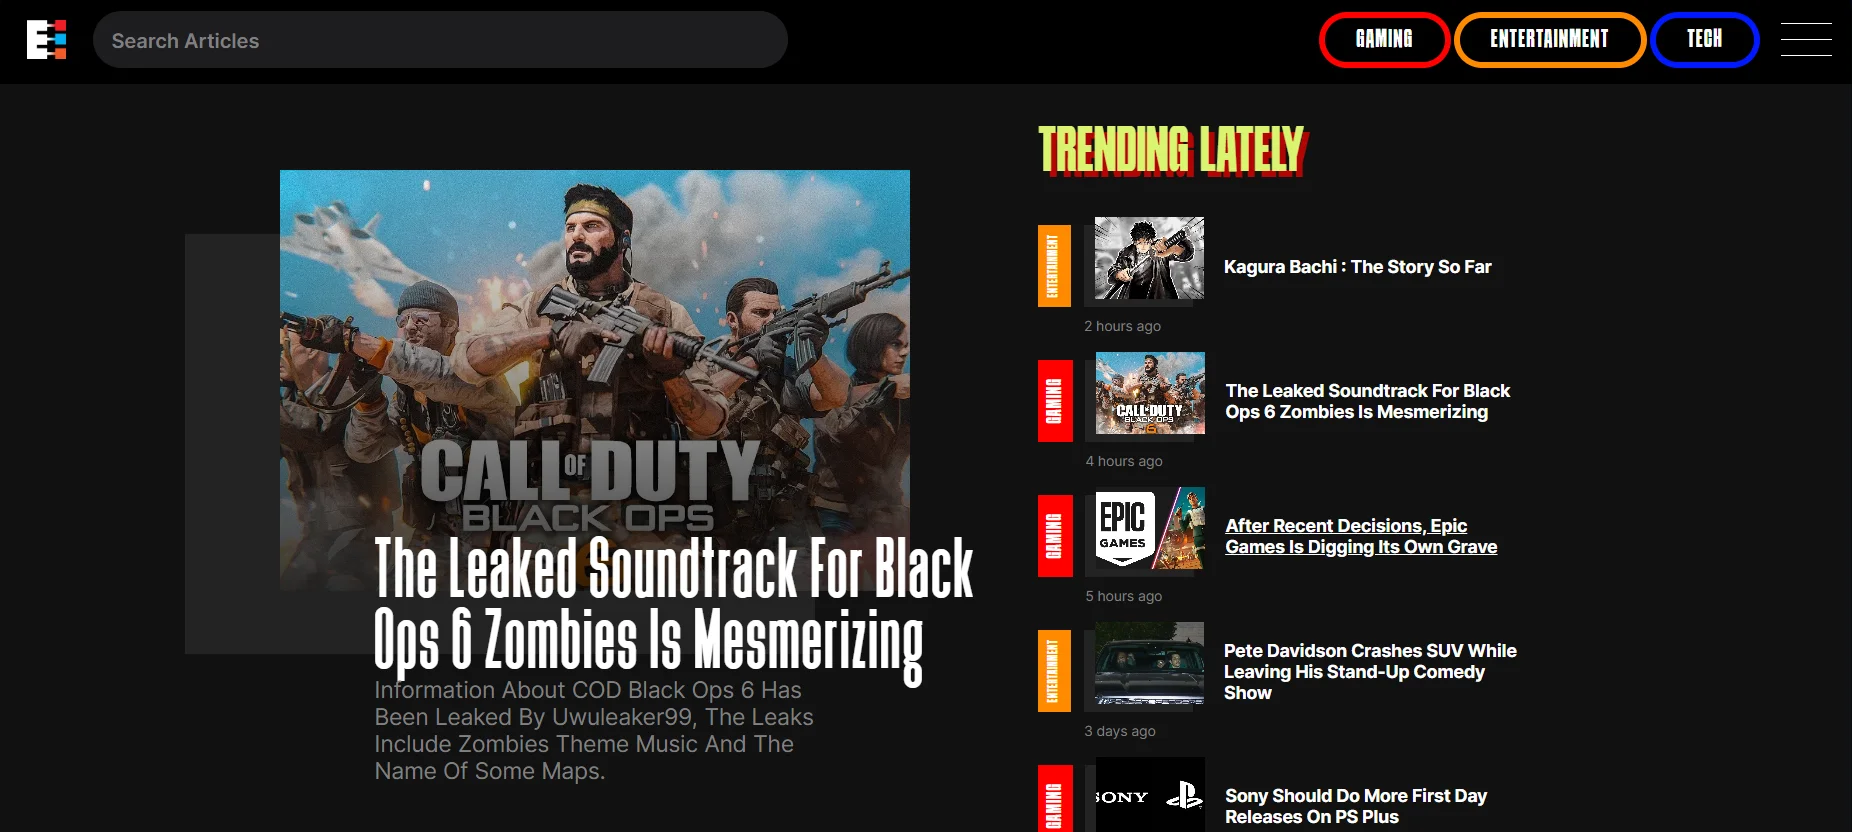 E
Search Articles
GAMING
ENTERTAINMENT
TECH
CALL OF DUTY
BLACK OPS
The Leaked Soundtrack For Black
Ops 6 Zombies Is Mesmerizing
Information About COD Black Ops 6 Has
Been Leaked By Uwuleaker99, The Leaks
Include Zombies Theme Music And The
Name Of Some Maps.
TRENDING LATELY
ENTERTAINMENT
Kagura Bachi : The Story So Far
2 hours ago
GAMING
CALL OF DUTY
BLACK OPS
6
The Leaked Soundtrack For Black
Ops 6 Zombies Is Mesmerizing
4 hours ago
GAMING
EPIC
GAMES
After Recent Decisions, Epic
Games Is Digging Its Own Grave
5 hours ago
ENTERTAINMENT
Pete Davidson Crashes SUV While
Leaving His Stand-Up Comedy
Show
3 days ago
GAMING
SONY
Sony Should Do More First Day
Releases On PS Plus